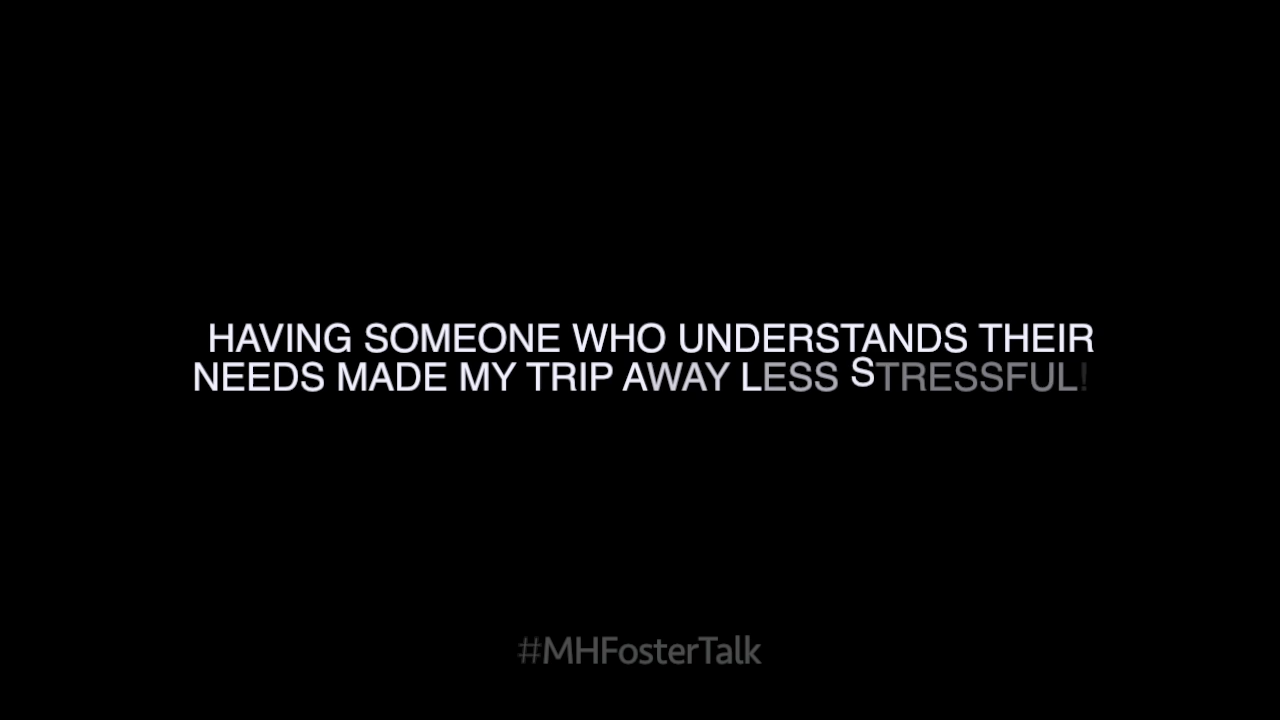 HAVING SOMEONE WHO UNDERSTANDS THEIR
NEEDS MADE MY TRIP AWAY LESS STRESSFUL!
#MHFosterTalk